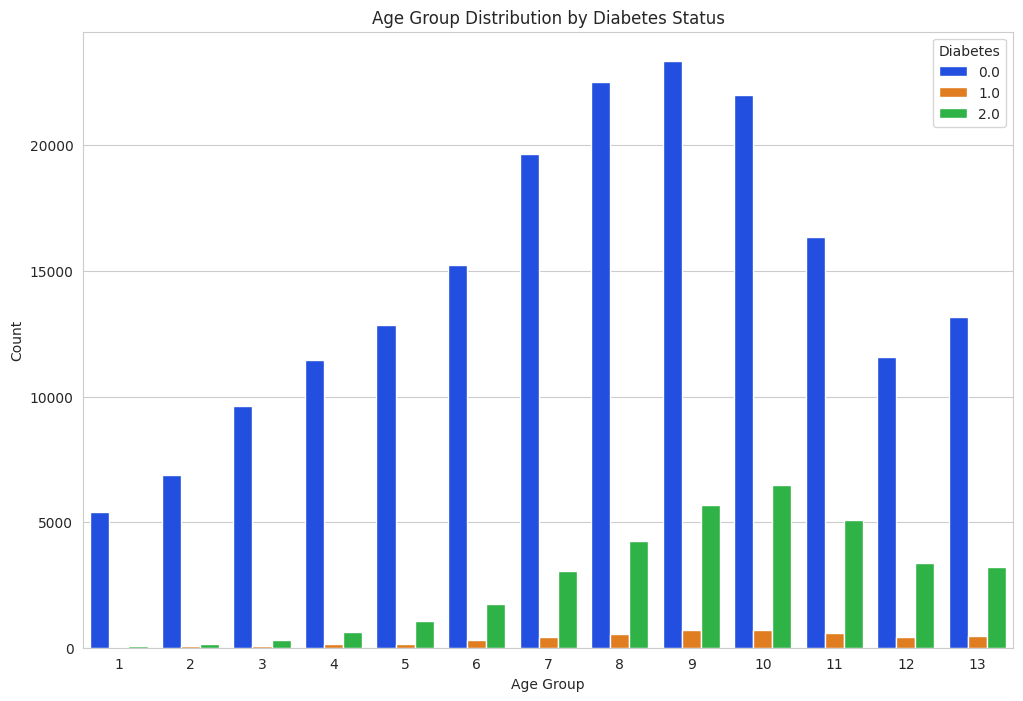 Age Group Distribution by Diabetes Status
Diabetes
0.0
1.0
2.0
Count
20000
15000
10000
5000
0
1 2 3 4 5 6 7 8 9 10 11 12 13
Age Group